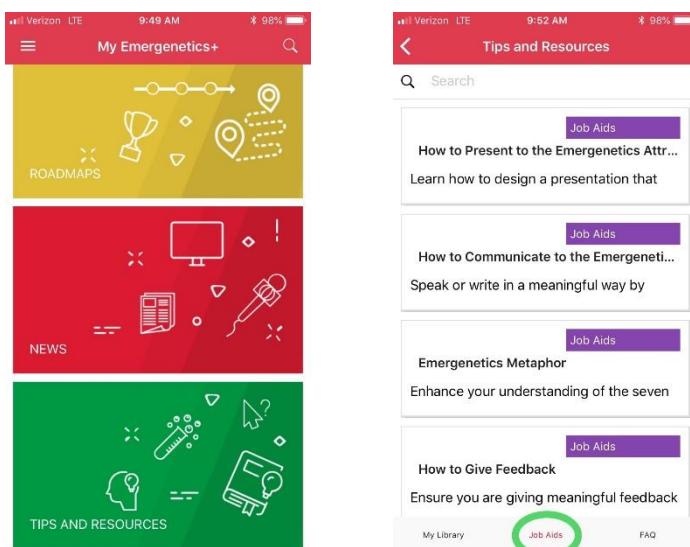 Verizon LTE 9:49 AM 98%
My Emergenetics+
ROADMAPS
NEWS
TIPS AND RESOURCES
Verizon LTE 9:52 AM 98%
Tips and Resources
Search
Job Aids
How to Present to the Emergenetics Attr...
Learn how to design a presentation that
Job Aids
How to Communicate to the Emergeneti...
Speak or write in a meaningful way by
Job Aids
Emergenetics Metaphor
Enhance your understanding of the seven
Job Aids
How to Give Feedback
Ensure you are giving meaningful feedback
My Library Job Aids FAQ